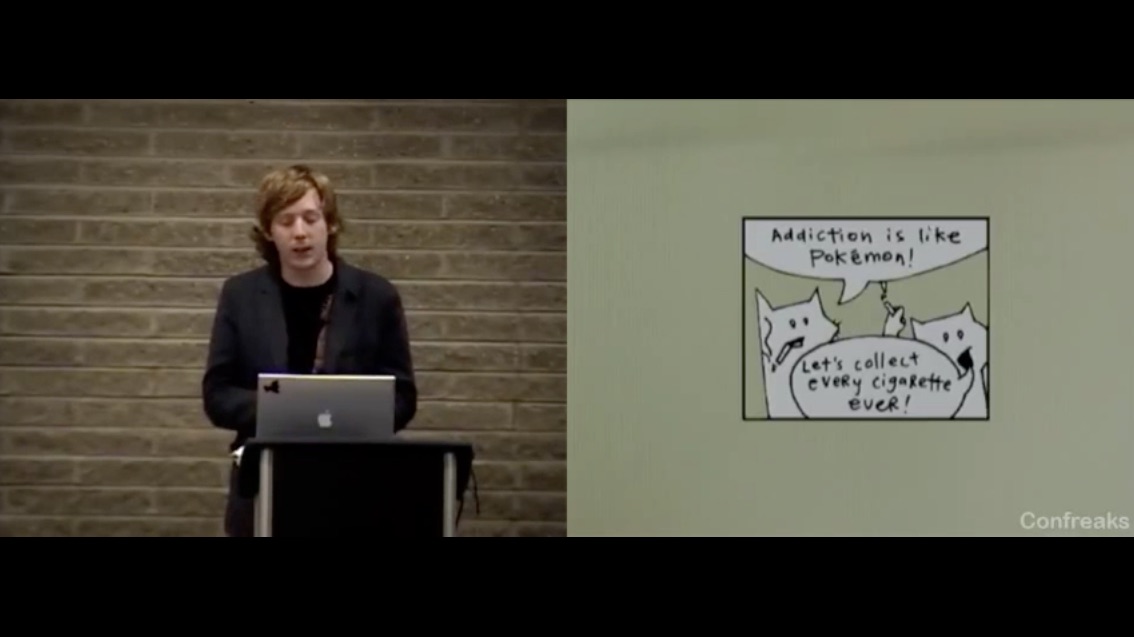 Addiction is like
Pokémon!
Let's collect
every cigarette
ever!
Confreaks